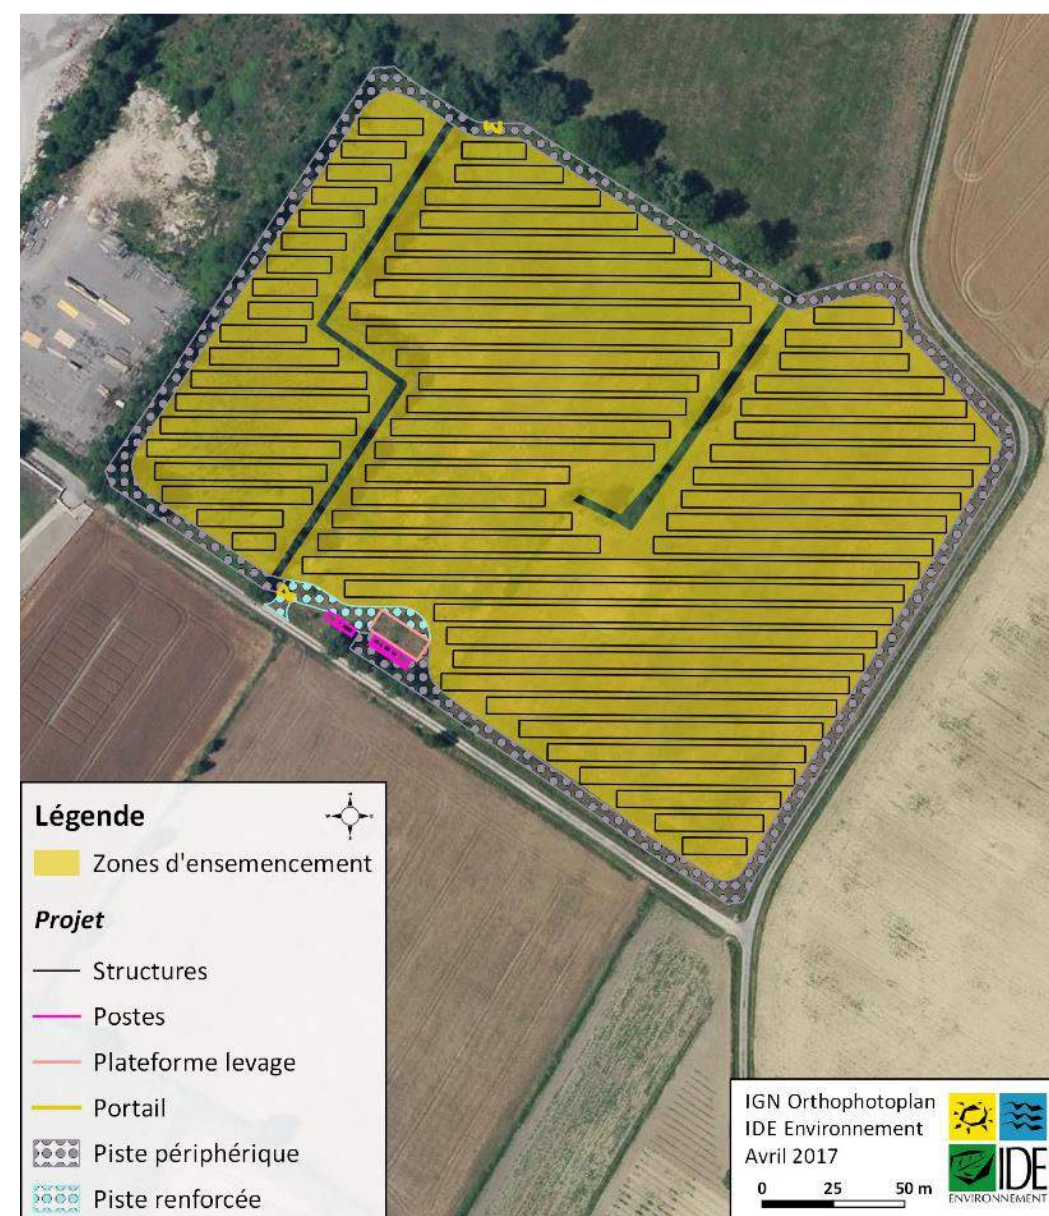 Légende
Zones d'ensemencement
Projet
Structures
Postes
Plateforme levage
Portail
Piste périphérique
Piste renforcée
IGN Orthophotoplan
IDE Environnement
Avril 2017
0 25 50 m
IDE
ENVIRONNEMENT